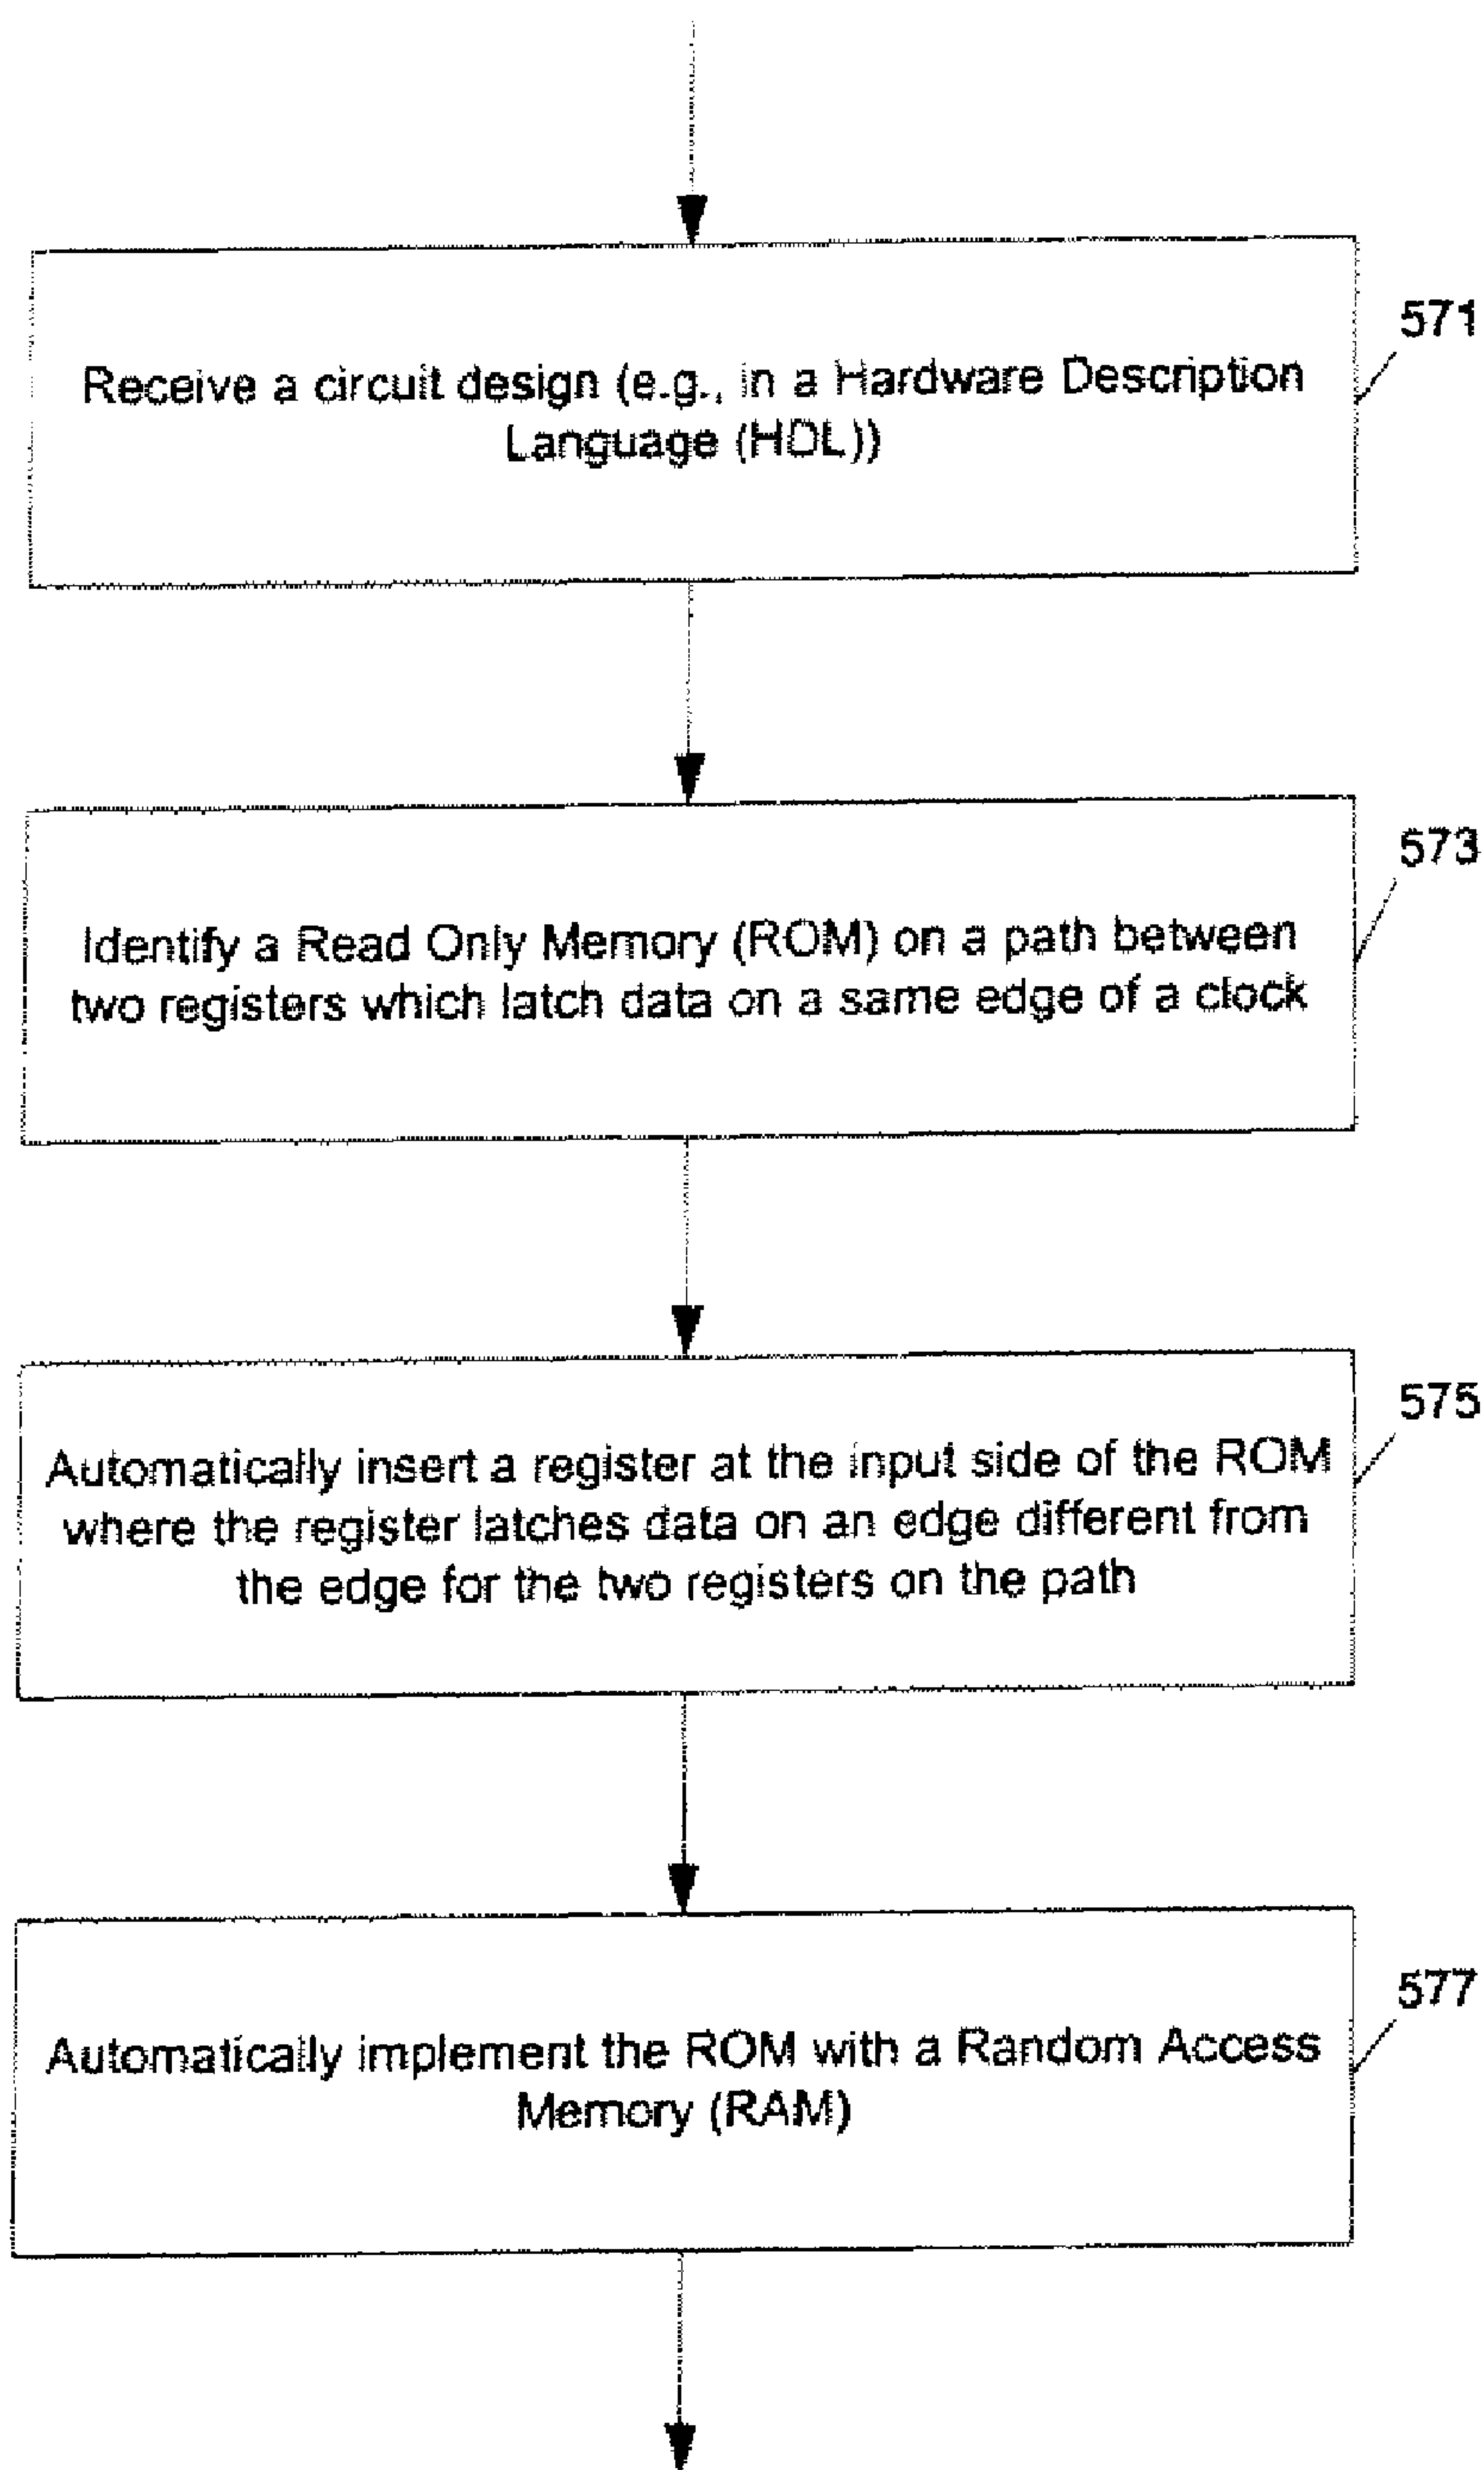 571
Receive a circuit design (e.g., in a Hardware Description
Language (HDL))
573
Identify a Read Only Memory (ROM) on a path between
two registers which latch data on a same edge of a clock
575
Automatically insert a register at the input side of the ROM
where the register latches data on an edge different from
the edge for the two registers on the path
577
Automatically implement the ROM with a Random Access
Memory (RAM)